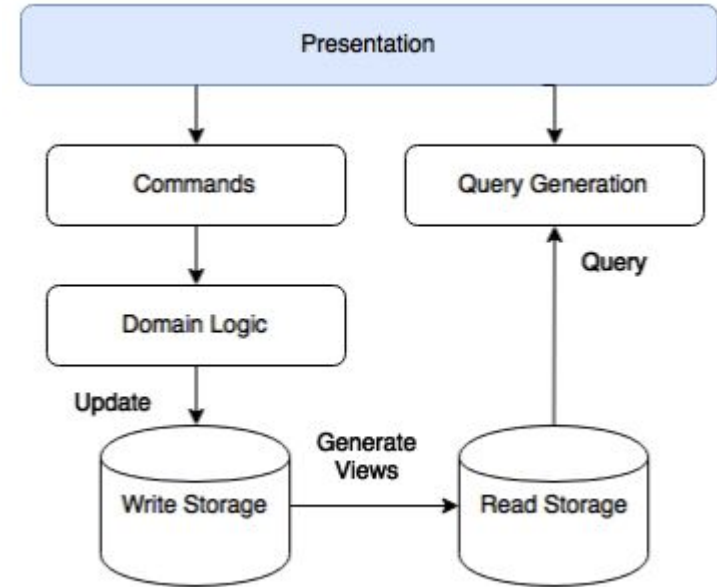 Presentation
Commands
Query Generation
Query
Domain Logic
Update
Generate
Views
Write Storage
Read Storage